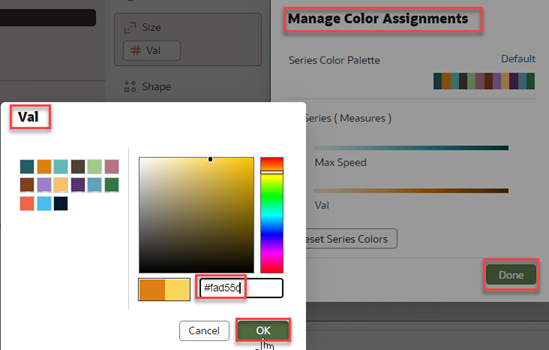 Size
# Val
Shape
Manage Color Assignments
Series Color Palette
Default
Series ( Measures )
Max Speed
Val
eset Series Colors
Done
Val
#fad55c
Cancel
OK